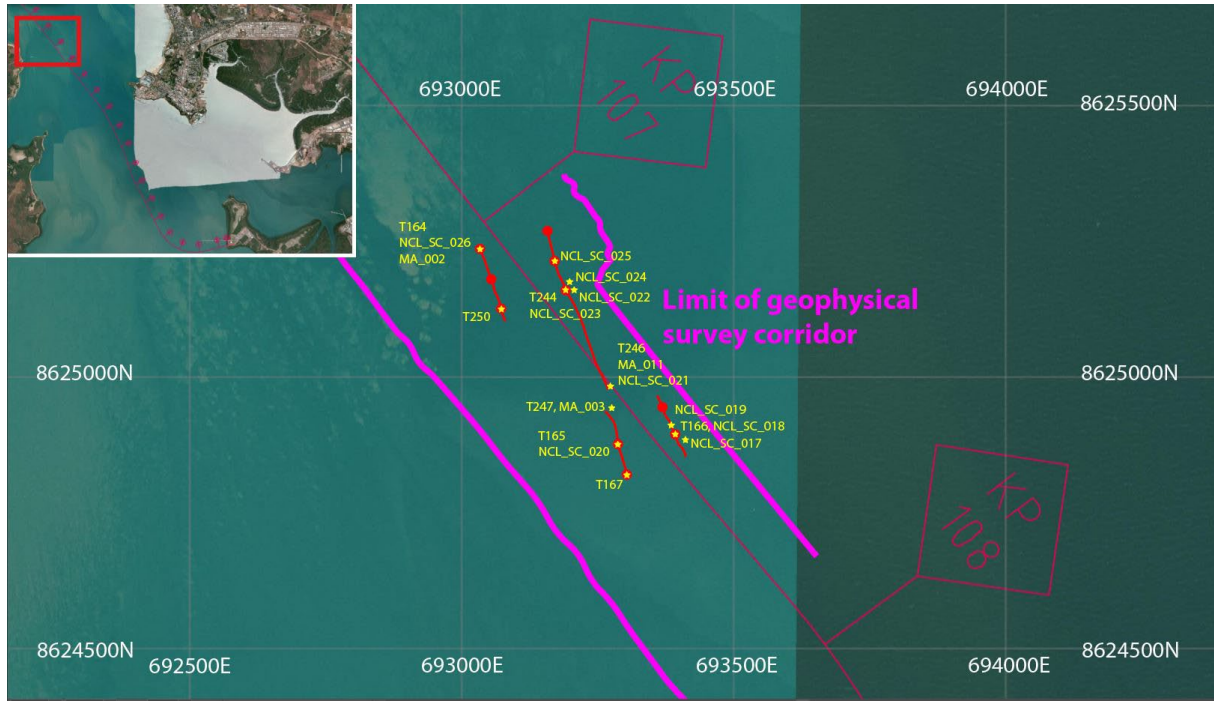 693000E
693500E
694000E
8625500N
KP
107
T164
NCL_SC_026
MA_002
NCL_SC_025
NCL_SC_024
T244
NCL_SC_022
NCL_SC_023
T250
Limit of geophysical
survey corridor
T246
MA_011
NCL_SC_021
8625000N
8625000N
T247, MA_003
NCL_SC_019
T166, NCL_SC_018
NCL_SC_017
T165
NCL_SC_020
T167
KP
108
8624500N
8624500N
692500E
693000E
693500E
694000E